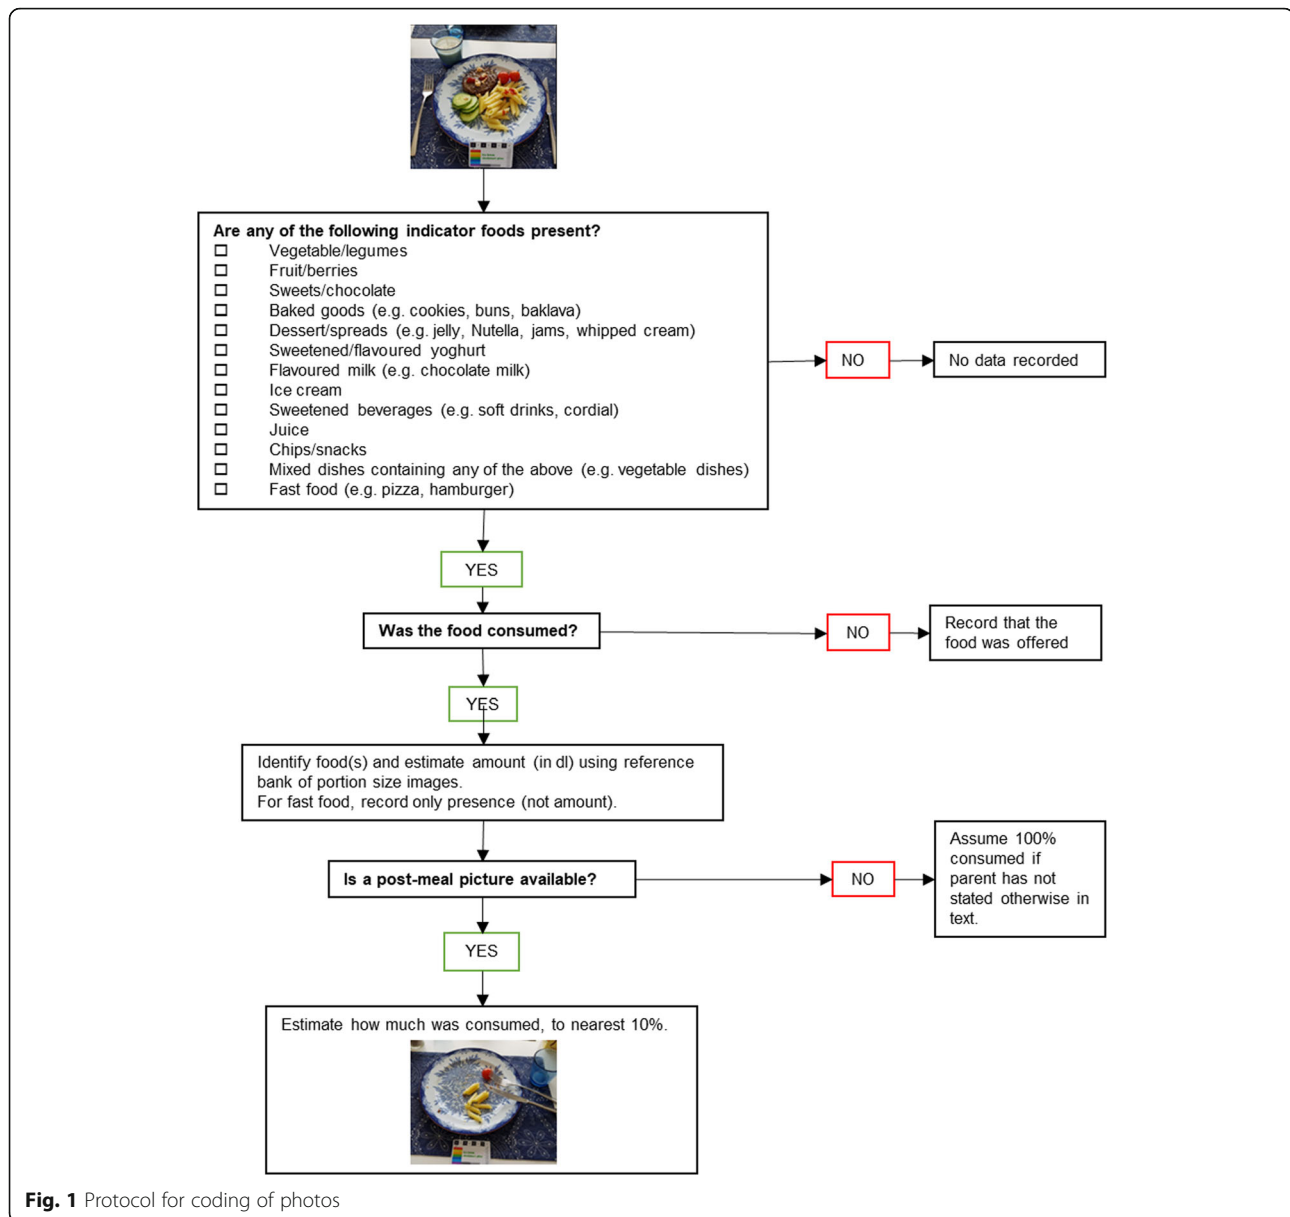 Are any of the following indicator foods present?
Vegetable/legumes
Fruit/berries
Sweets/chocolate
Baked goods (e.g. cookies, buns, baklava)
Dessert/spreads (e.g. jelly, Nutella, jams, whipped cream)
Sweetened/flavoured yoghurt
Flavoured milk (e.g. chocolate milk)
Ice cream
Sweetened beverages (e.g. soft drinks, cordial)
Juice
Chips/snacks
Mixed dishes containing any of the above (e.g. vegetable dishes)
Fast food (e.g. pizza, hamburger)
NO
No data recorded
YES
Was the food consumed?
NO
Record that the
food was offered
YES
Identify food(s) and estimate amount (in dl) using reference
bank of portion size images.
For fast food, record only presence (not amount).
Is a post-meal picture available?
NO
Assume 100%
consumed if
parent has not
stated otherwise in
text.
YES
Estimate how much was consumed, to nearest 10%.
Fig. 1 Protocol for coding of photos